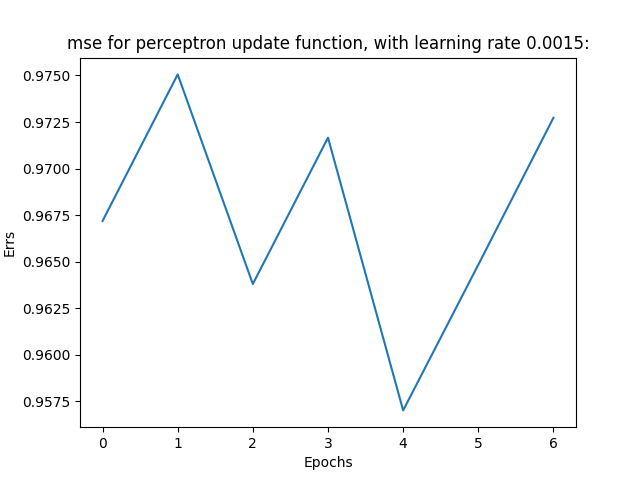 mse for perceptron update function, with learning rate 0.0015:
0.9750
0.9725
0.9700
0.9675
0.9650
0.9625
0.9600
0.9575
Errs
0 1 2 3 4 5 6
Epochs